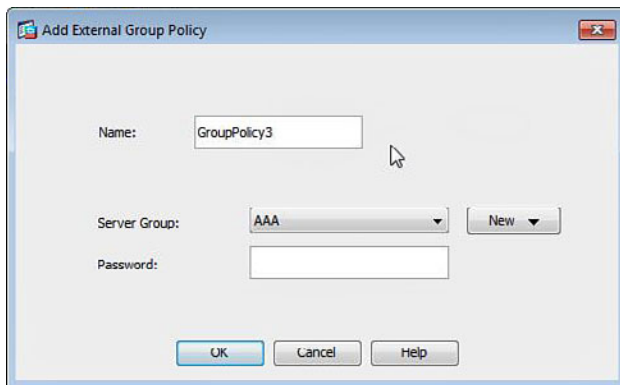 Add External Group Policy
Name:
GroupPolicy3
Server Group:
AAA
New
Password:
OK
Cancel
Help